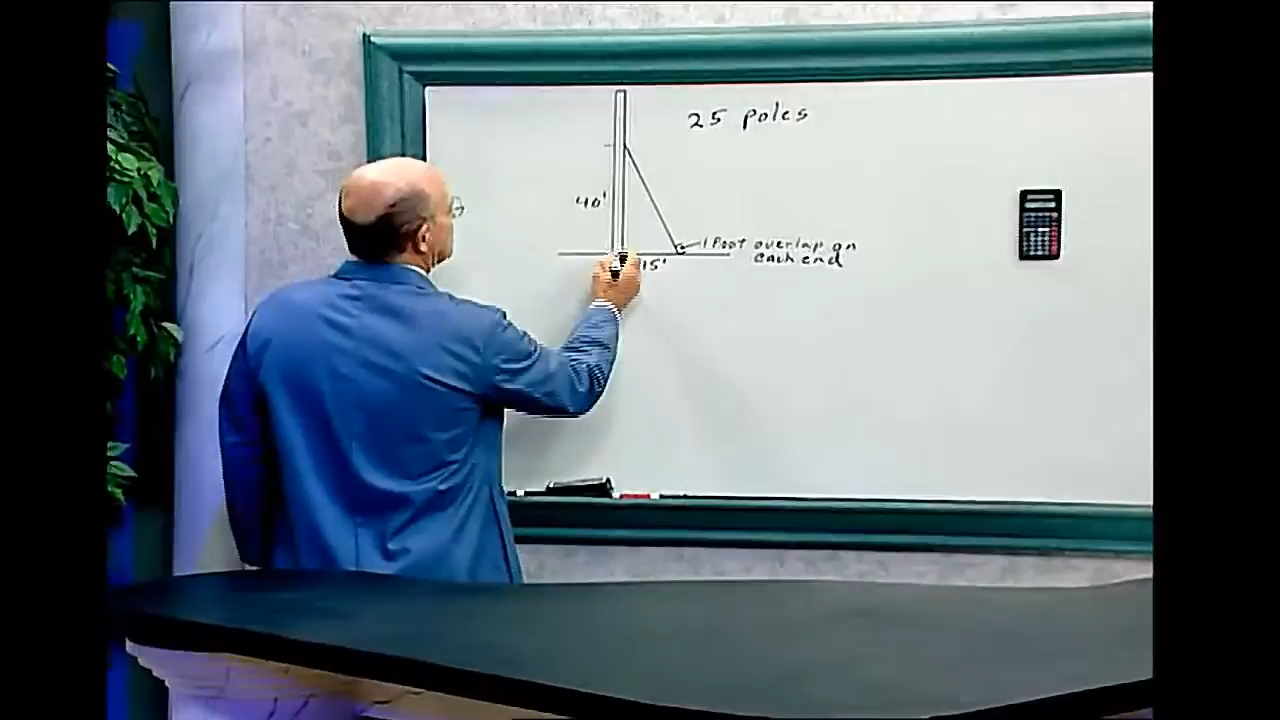 25 poles
40'
1 foot overlap on
each end
15'